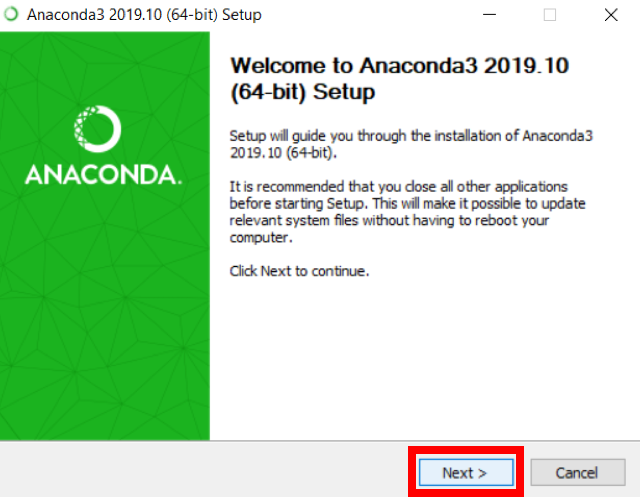 Anaconda3 2019.10 (64-bit) Setup
ANACONDA.
Welcome to Anaconda3 2019.10
(64-bit) Setup
Setup will guide you through the installation of Anaconda3
2019.10 (64-bit).
It is recommended that you close all other applications
before starting Setup. This will make it possible to update
relevant system files without having to reboot your
computer.
Click Next to continue.
Next >
Cancel